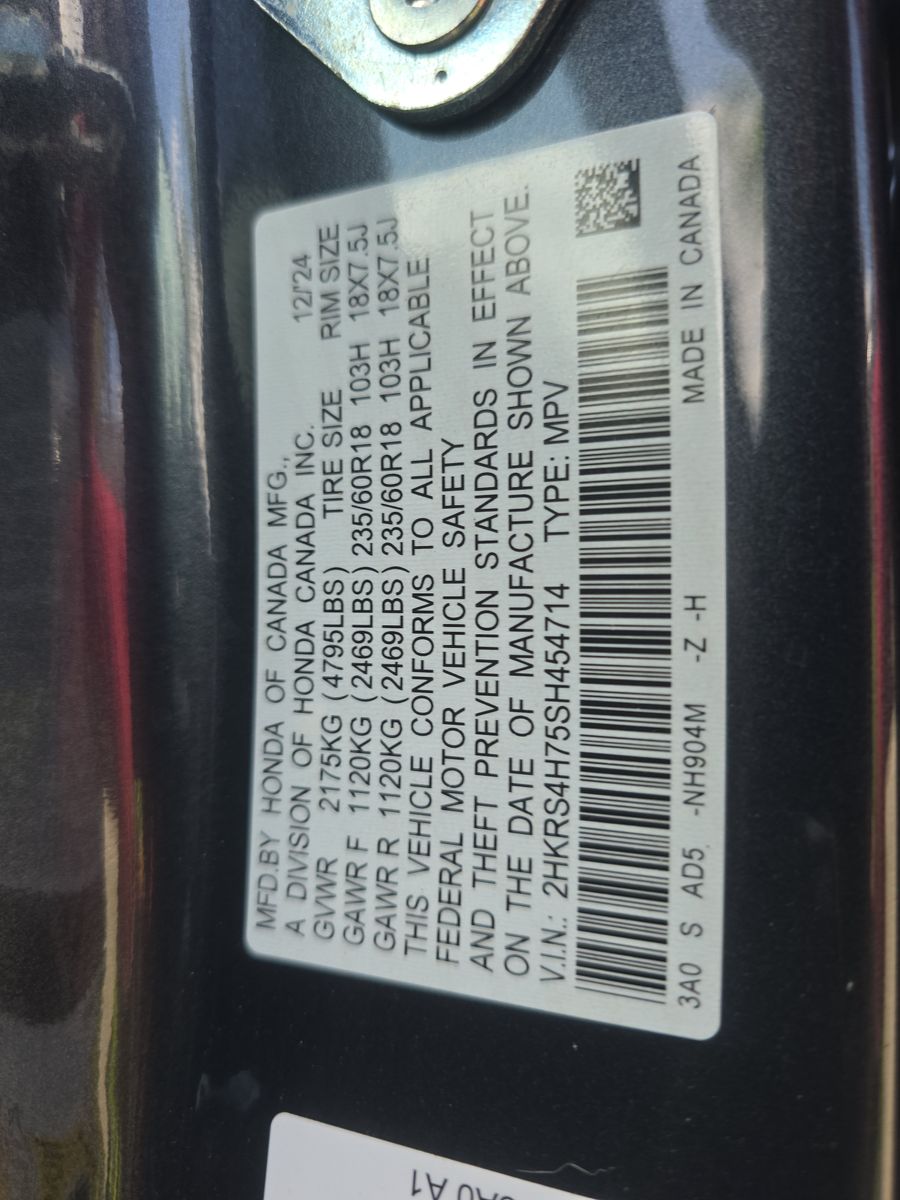 MFD.BY HONDA OF CANADA MFG.,
A DIVISION OF HONDA CANADA INC. 12/'24
GVWR 2175KG (4795LBS) TIRE SIZE RIM SIZE
GAWR F 1120KG (2469LBS) 235/60R18 103H 18X7.5J
GAWR R 1120KG (2469LBS) 235/60R18 103H 18X7.5J
THIS VEHICLE CONFORMS TO ALL APPLICABLE
FEDERAL MOTOR VEHICLE SAFETY
AND THEFT PREVENTION STANDARDS IN EFFECT
ON THE DATE OF MANUFACTURE SHOWN ABOVE.
V.I.N.: 2HKRS4H75SH454714 TYPE: MPV
3A0 S AD5 -NH904M -Z -H MADE IN CANADA
A1